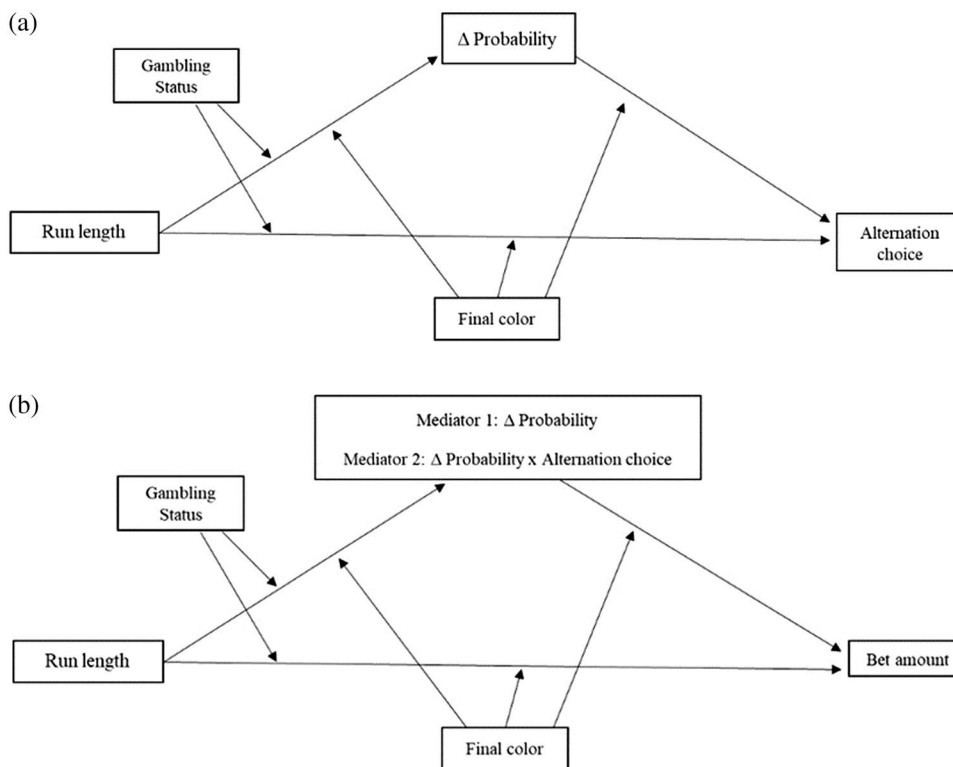 (a)
Δ Probability
Gambling
Status
Run length
Alternation
choice
Final color
(b)
Mediator 1: Δ Probability
Mediator 2: Δ Probability x Alternation choice
Gambling
Status
Run length
Bet amount
Final color